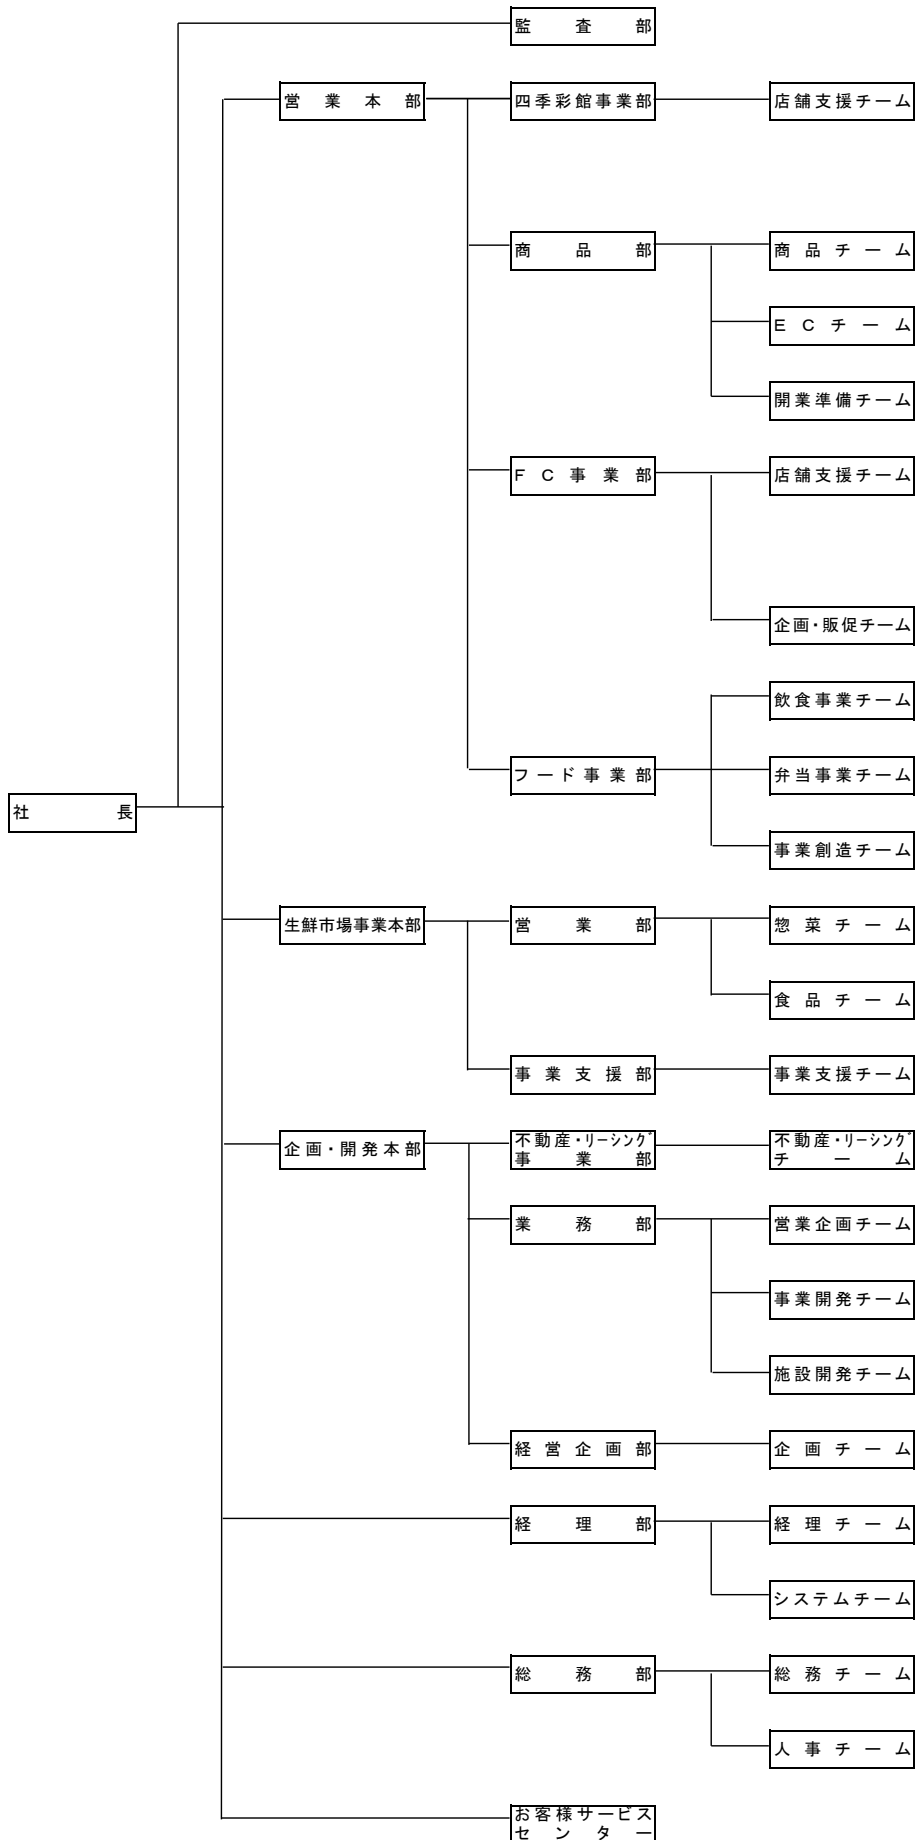 監査部
営業本部
四季彩館事業部
店舗支援チーム
商品部
商品チーム
ECチーム
開業準備チーム
FC事業部
店舗支援チーム
企画・販促チーム
飲食事業チーム
フード事業部
弁当事業チーム
社長
事業創造チーム
生鮮市場事業本部
営業部
惣菜チーム
食品チーム
事業支援部
事業支援チーム
企画・開発本部
不動産・リーシング
事業部
不動産・リーシング
チーム
業務部
営業企画チーム
事業開発チーム
施設開発チーム
経営企画部
企画チーム
経理部
経理チーム
システムチーム
総務部
総務チーム
人事チーム
お客様サービス
センター